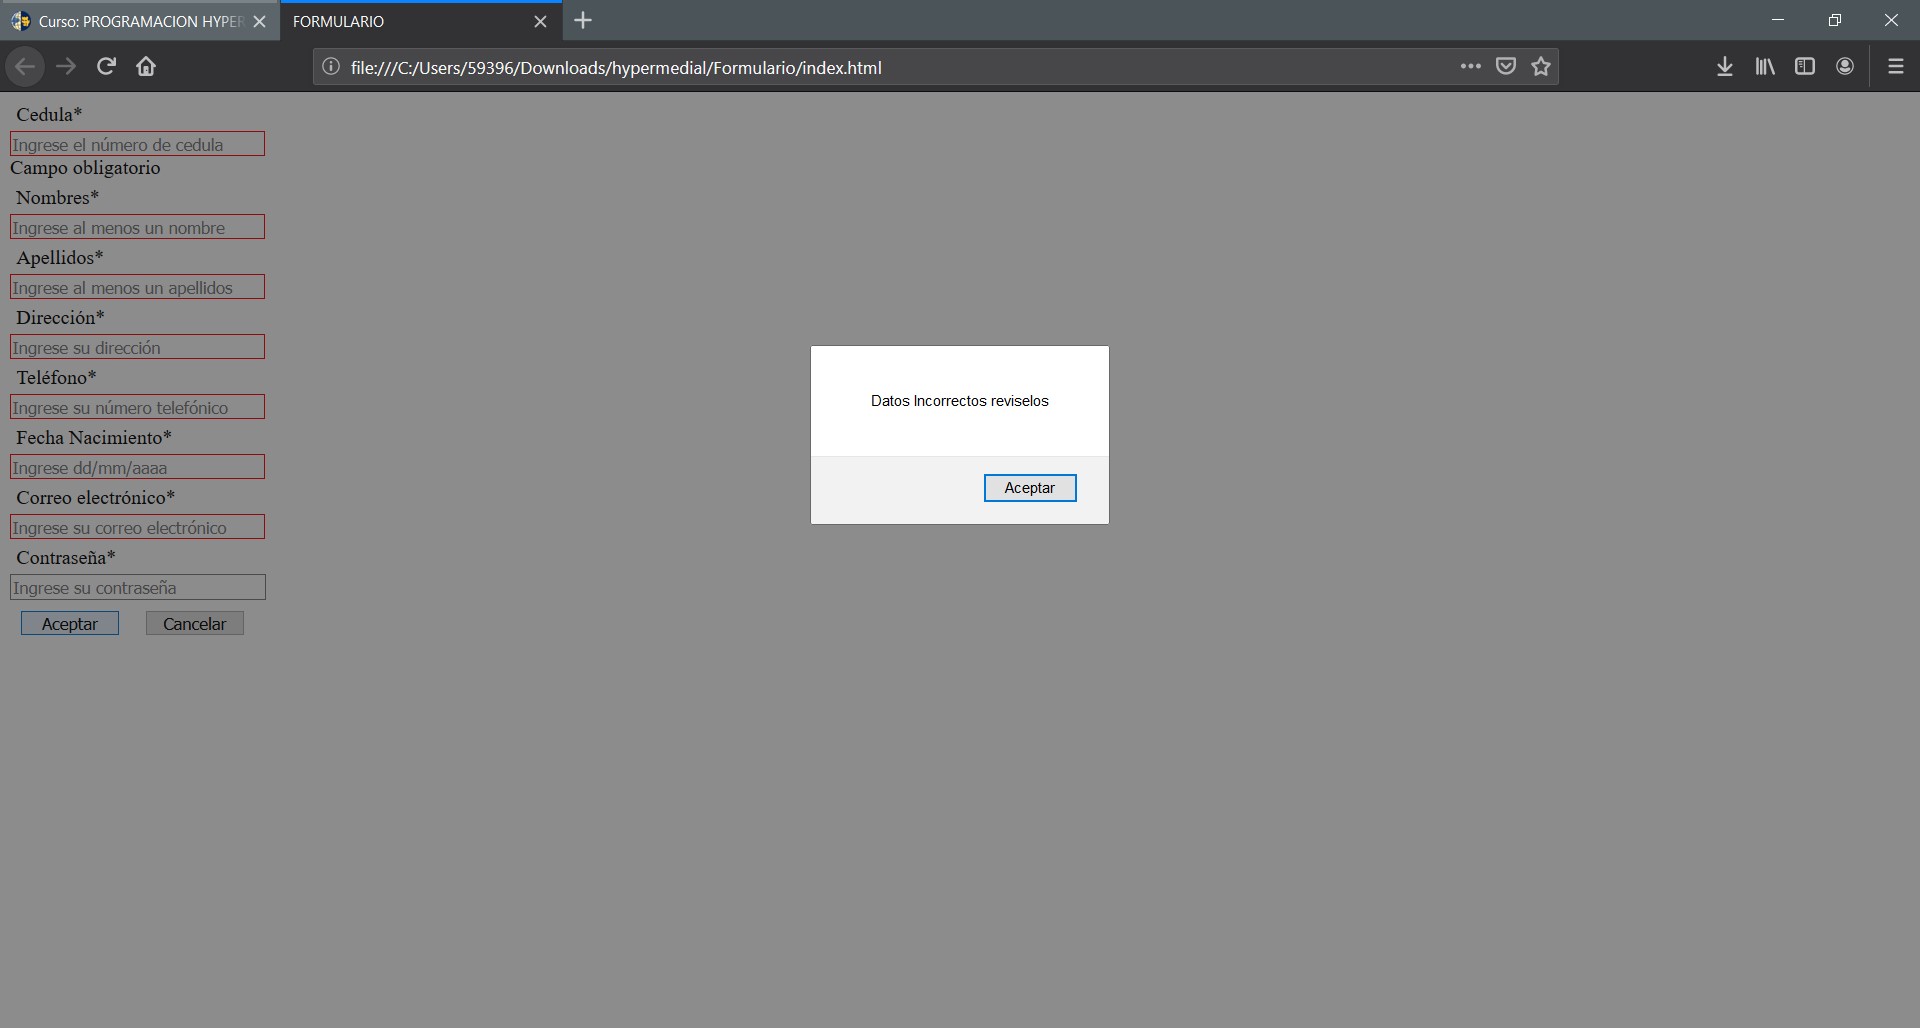 Curso: PROGRAMACION HYPER
FORMULARIO
file:///C:/Users/59396/Downloads/hypermedial/Formulario/index.html
Cedula*
Ingrese el número de cedula
Campo obligatorio
Nombres*
Ingrese al menos un nombre
Apellidos*
Ingrese al menos un apellidos
Dirección*
Ingrese su dirección
Teléfono*
Ingrese su número telefónico
Fecha Nacimiento*
Ingrese dd/mm/aaaa
Correo electrónico*
Ingrese su correo electrónico
Contraseña*
Ingrese su contraseña
Aceptar Cancelar
Datos Incorrectos reviselos
Aceptar